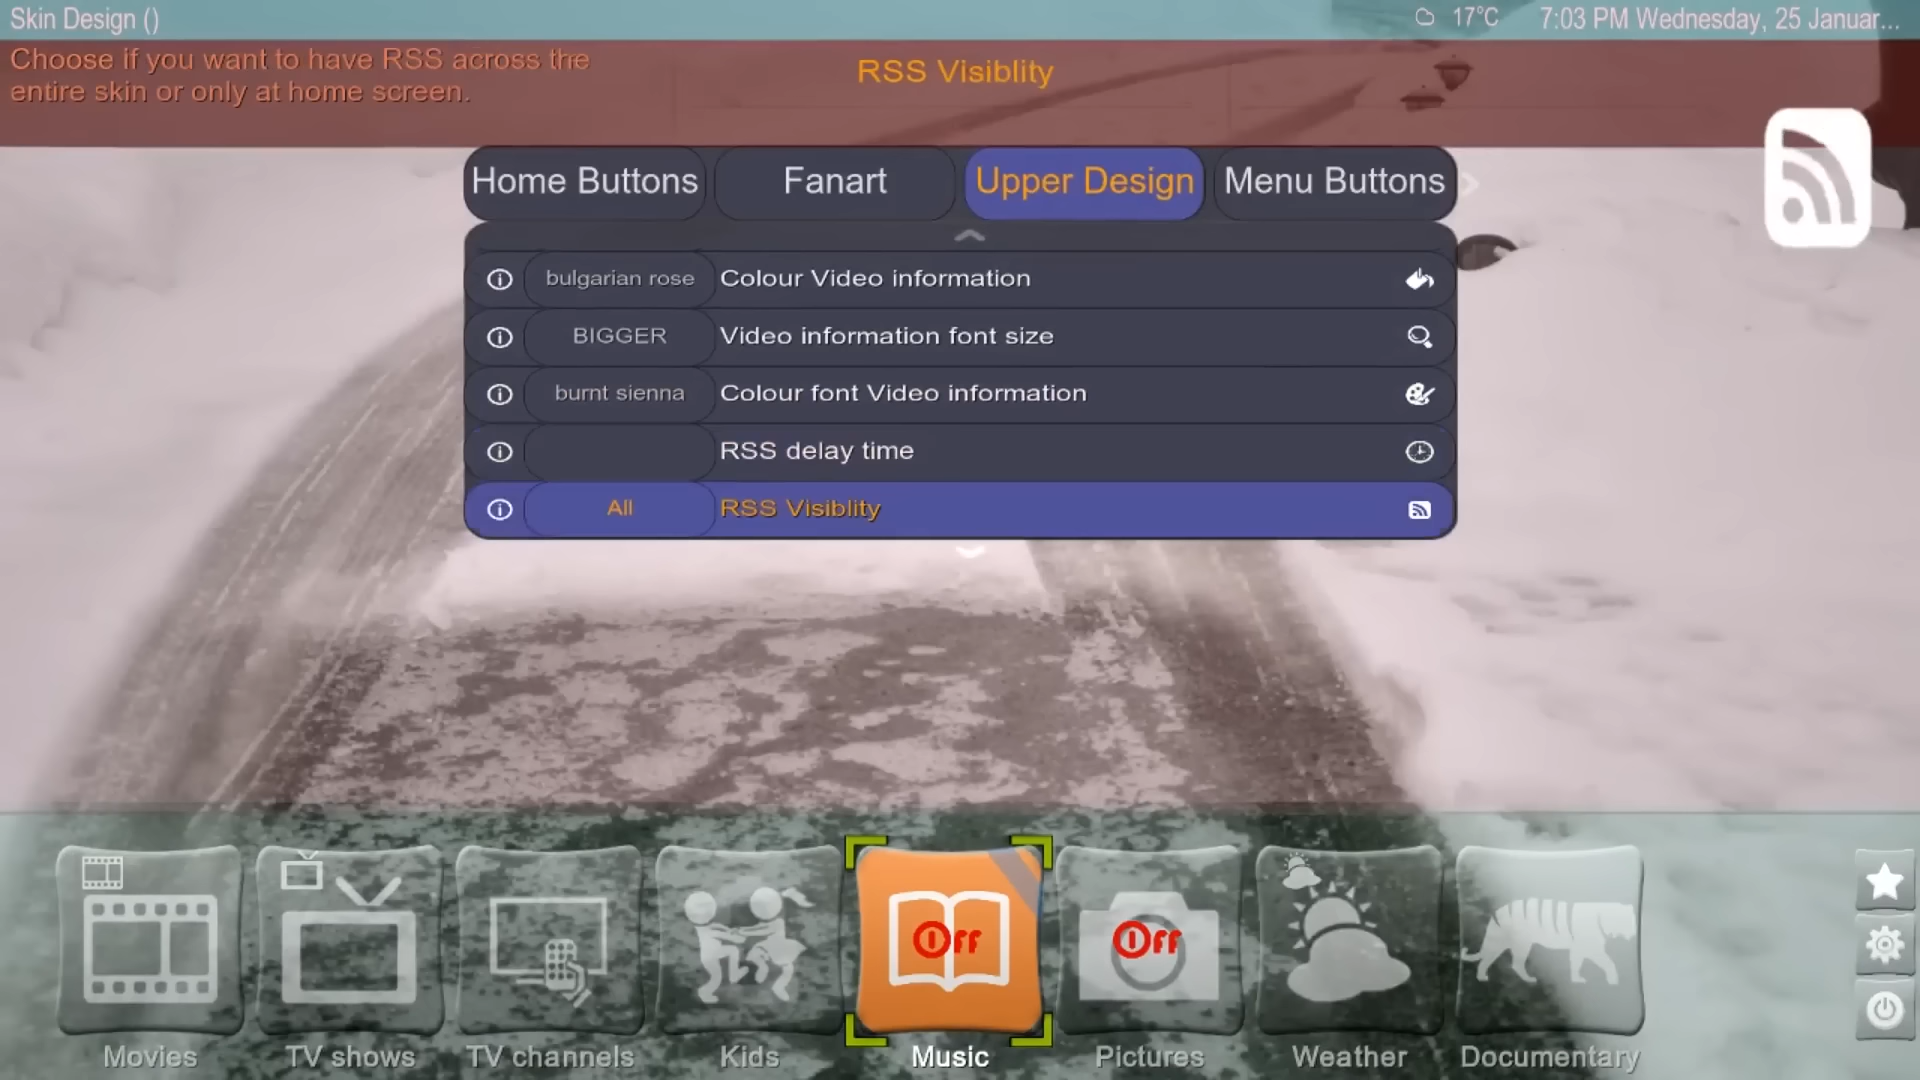 Skin Design ()
17°C
7:03 PM Wednesday, 25 Januar...
Choose if you want to have RSS across the
entire skin or only at home screen.
RSS Visiblity
Home Buttons
Fanart
Upper Design
Menu Buttons
bulgarian rose Colour Video information
BIGGER Video information font size
burnt sienna Colour font Video information
RSS delay time
All RSS Visiblity
OFF
OFF
Movies
TV shows
TV channels
Kids
Music
Pictures
Weather
Documentary